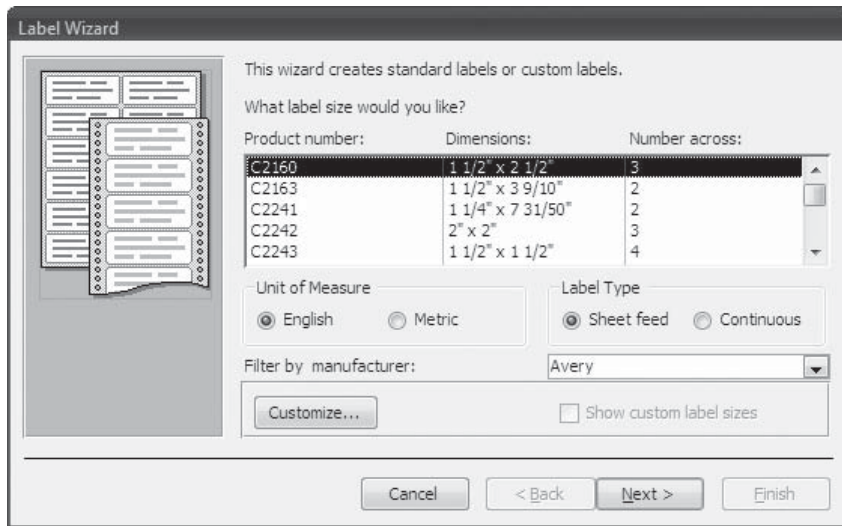 Label Wizard
This wizard creates standard labels or custom labels.
What label size would you like?
Product number: Dimensions: Number across:
C2160 1 1/2" x 2 1/2" 3
C2163 1 1/2" x 3 9/10" 2
C2241 1 1/4" x 7 31/50" 2
C2242 2" x 2" 3
C2243 1 1/2" x 1 1/2" 4
Unit of Measure Label Type
English Metric Sheet feed Continuous
Filter by manufacturer: Avery
Customize... Show custom label sizes
Cancel < Back Next > Finish